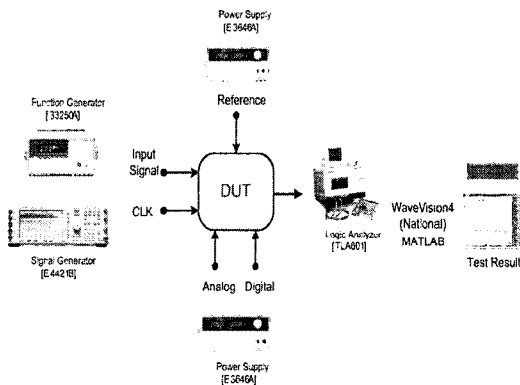 Power Supply
[E3646A]
Function Generator
[33250A]
Reference
Input
Signal
DUT
CLK
WaveVision4
(National)
MATLAB
Logic Analyzer
[TLA601]
Test Result
Signal Generator
[E4421B]
Analog Digital
Power Supply
[E3646A]